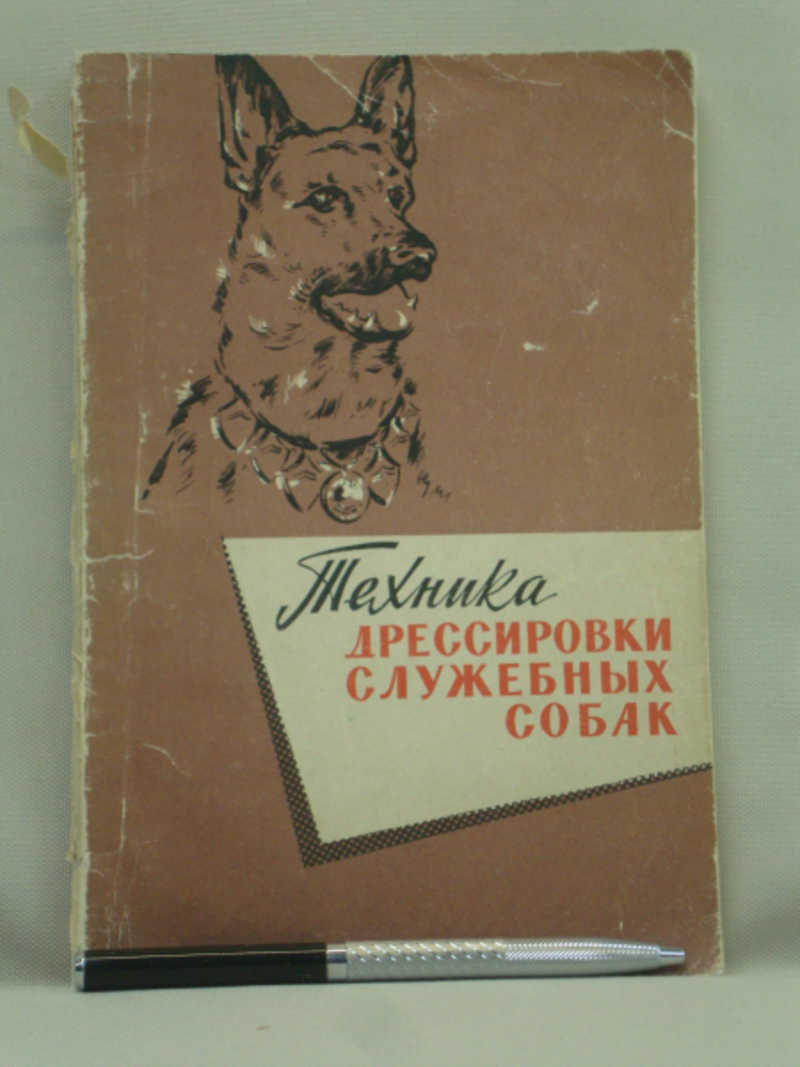 Техника
ДРЕССИРОВКИ
СЛУЖЕБНЫХ
СОБАК